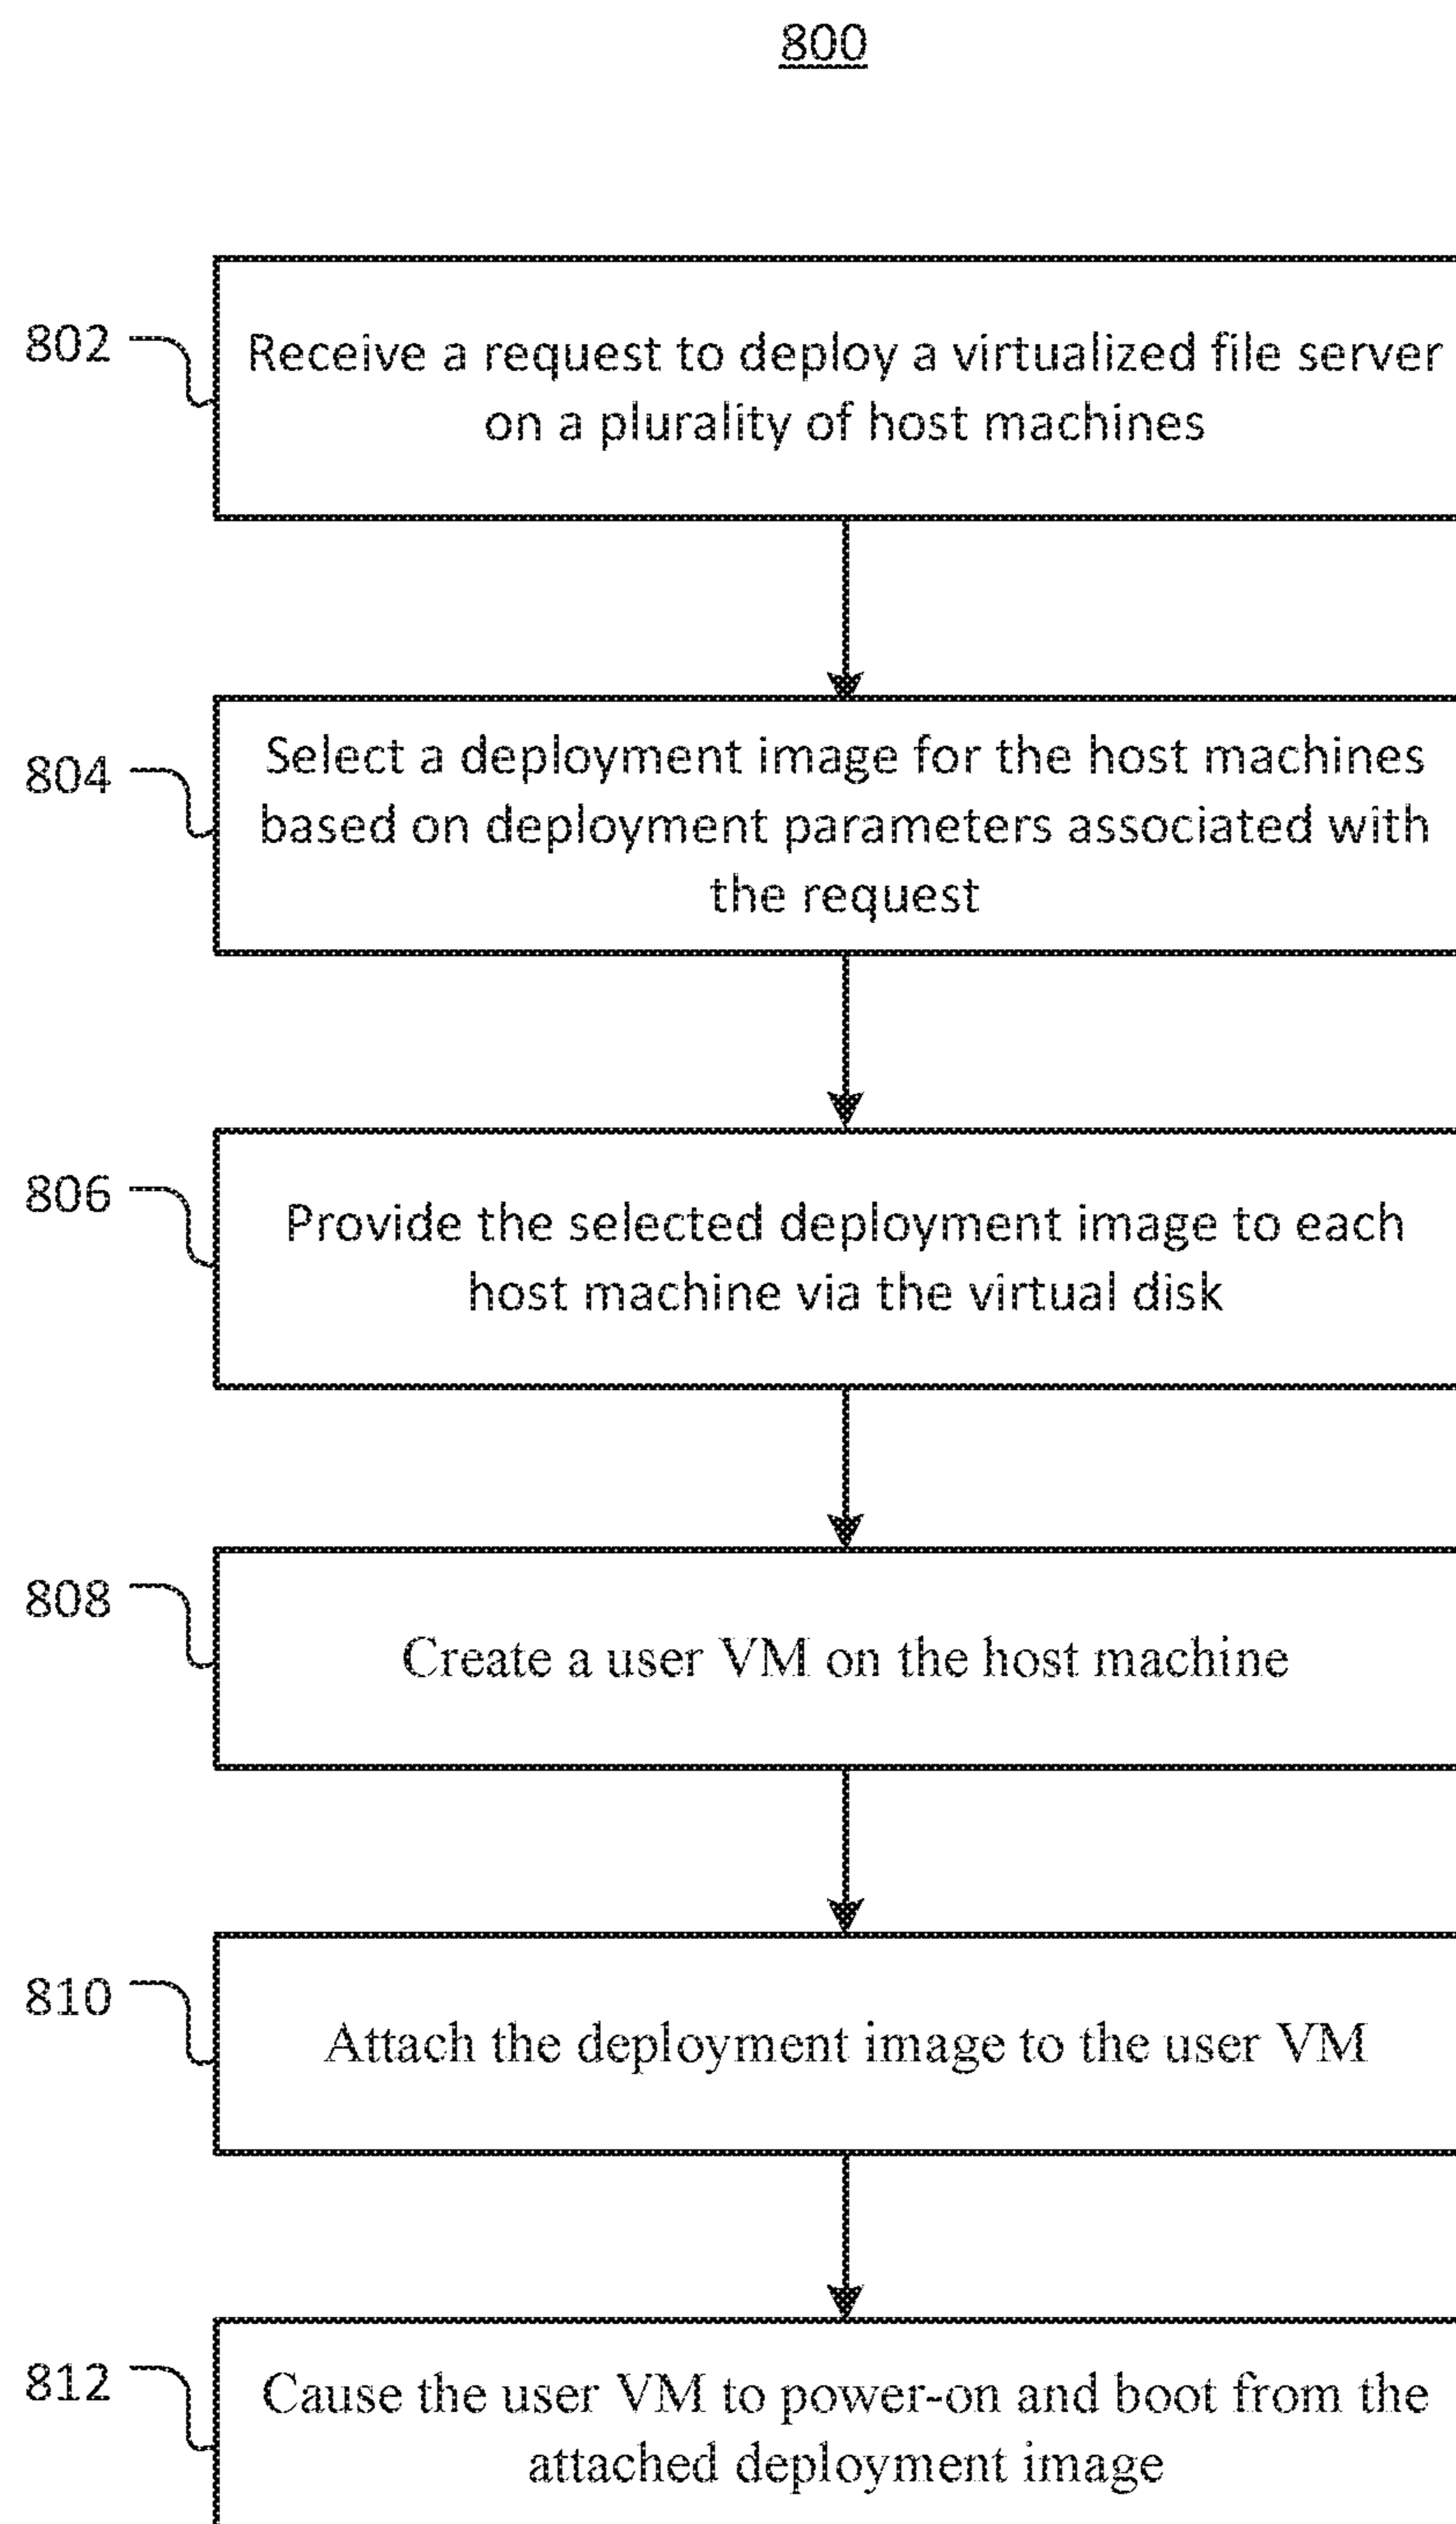 800
802
Receive a request to deploy a virtualized file server
on a plurality of host machines
804
Select a deployment image for the host machines
based on deployment parameters associated with
the request
806
Provide the selected deployment image to each
host machine via the virtual disk
808
Create a user VM on the host machine
810
Attach the deployment image to the user VM
812
Cause the user VM to power-on and boot from the
attached deployment image